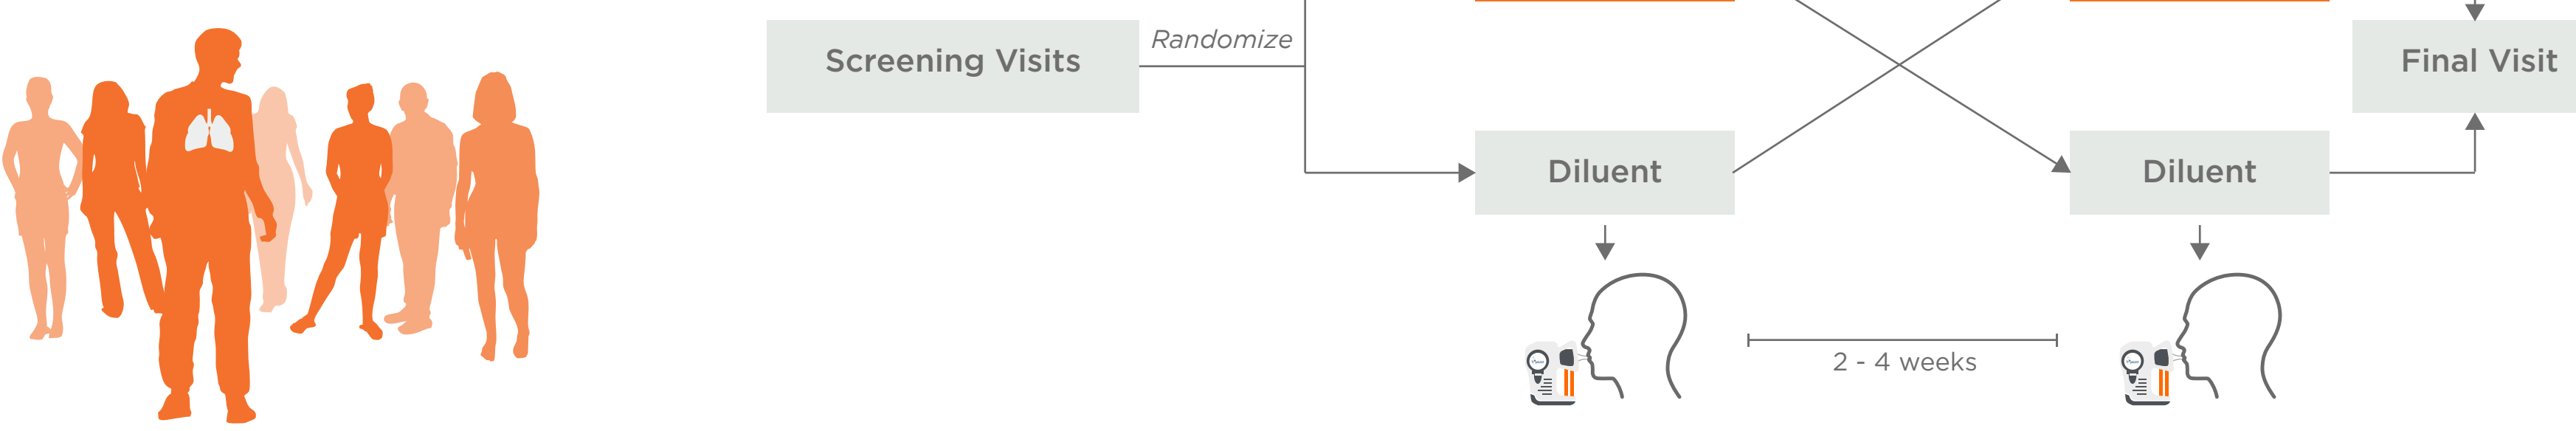 Randomize
Screening Visits
Final Visit
Diluent
Diluent
2 - 4 weeks